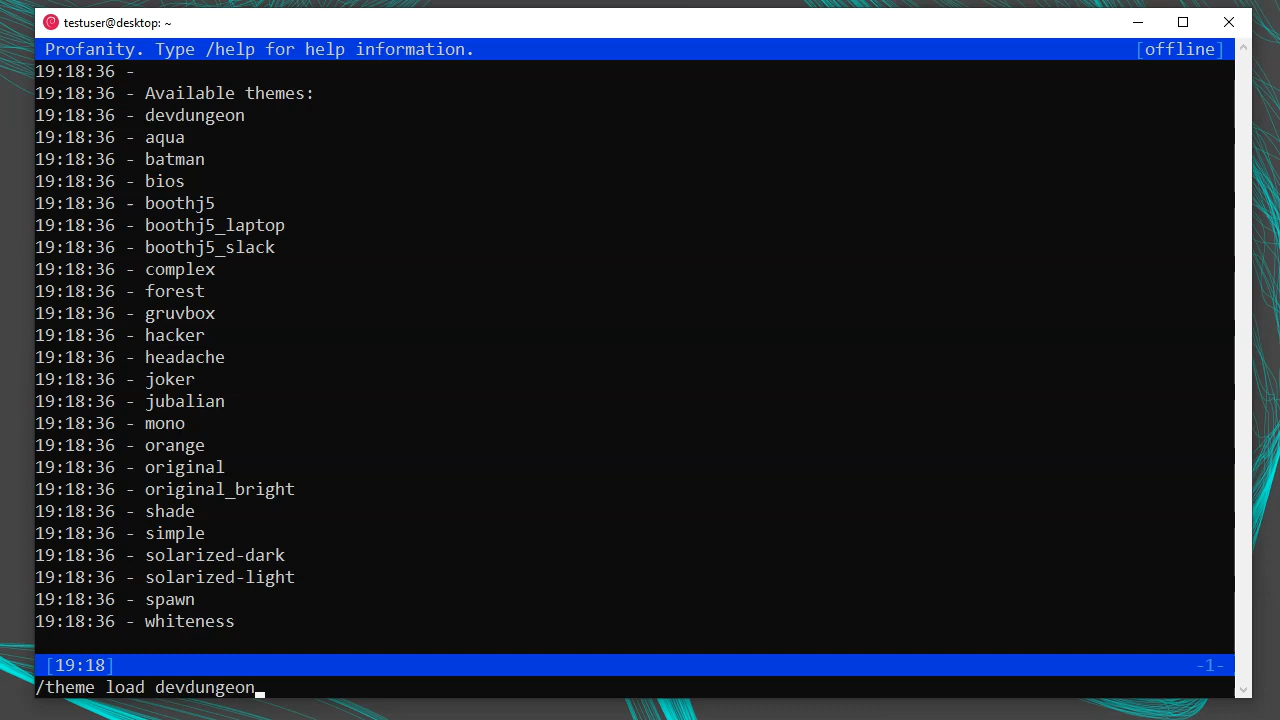 testuser@desktop: ~
Profanity. Type /help for help information. [offline]
19:18:36 -
19:18:36 - Available themes:
19:18:36 - devdungeon
19:18:36 - aqua
19:18:36 - batman
19:18:36 - bios
19:18:36 - boothj5
19:18:36 - boothj5_laptop
19:18:36 - boothj5_slack
19:18:36 - complex
19:18:36 - forest
19:18:36 - gruvbox
19:18:36 - hacker
19:18:36 - headache
19:18:36 - joker
19:18:36 - jubalian
19:18:36 - mono
19:18:36 - orange
19:18:36 - original
19:18:36 - original_bright
19:18:36 - shade
19:18:36 - simple
19:18:36 - solarized-dark
19:18:36 - solarized-light
19:18:36 - spawn
19:18:36 - whiteness
[19:18] -1-
/theme load devdungeon